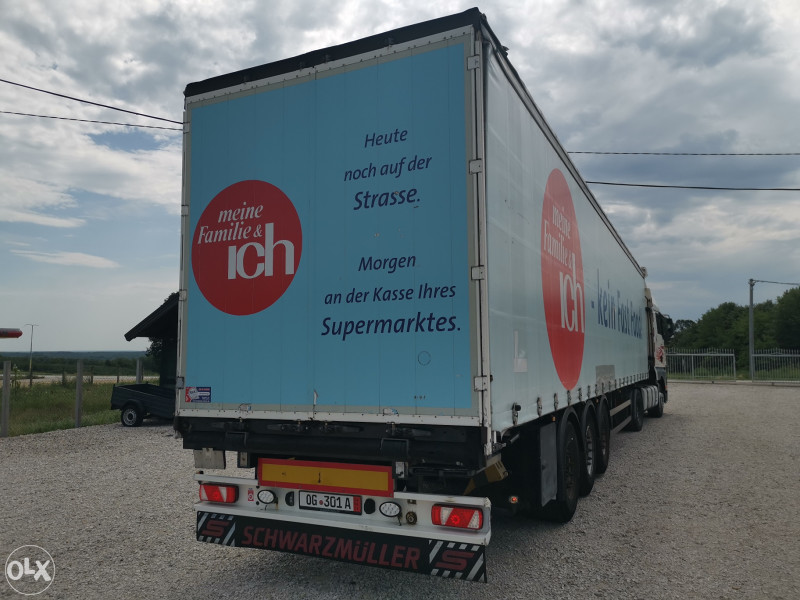 Heute
noch auf der
Strasse.
meine
Familie &
ich
Morgen
an der Kasse Ihres
Supermarktes.
meine
Familie &
ich
- kein Fast Food!
OG 301 A
S SCHWARZMÜLLER S
OLX